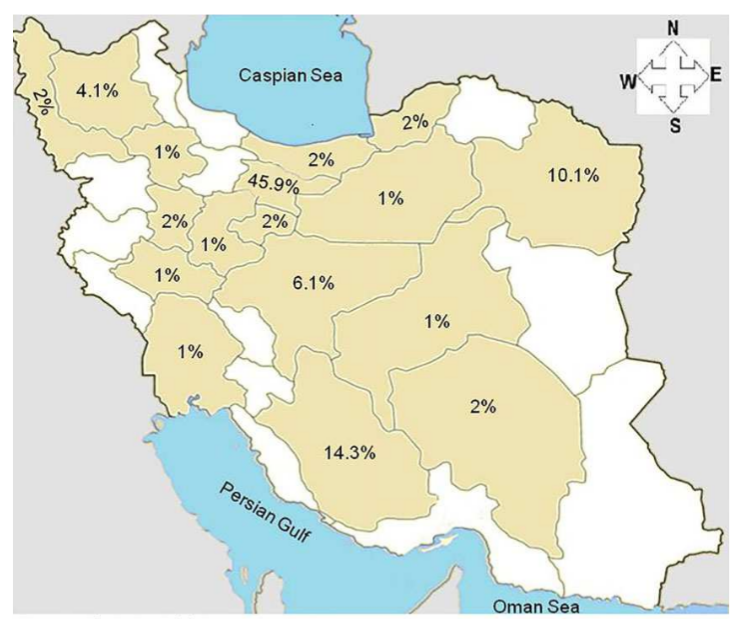 N
Caspian Sea
W
E
S
4.1%
2%
2%
1%
2%
45.9%
10.1%
1%
2%
2%
1%
1%
6.1%
1%
1%
2%
14.3%
Persian Gulf
Oman Sea